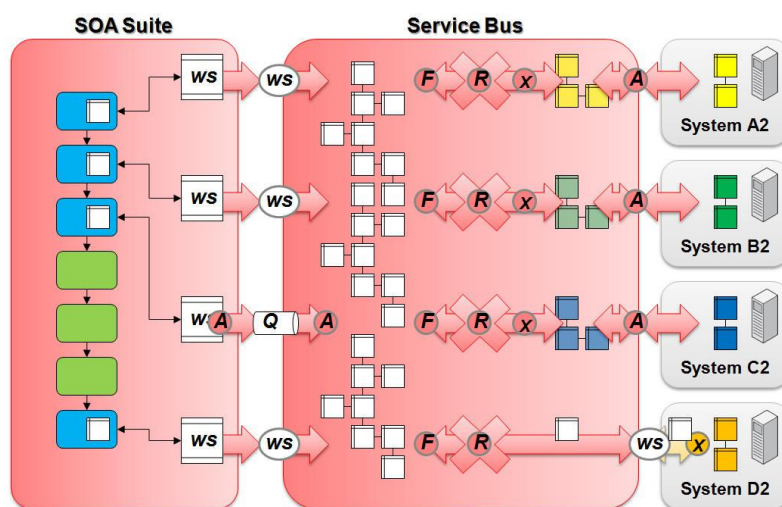 SOA Suite
Service Bus
ws
ws
F
R
x
A
System A2
ws
ws
F
R
x
A
System B2
ws
A
Q
A
F
R
x
A
System C2
ws
ws
F
R
ws
x
System D2